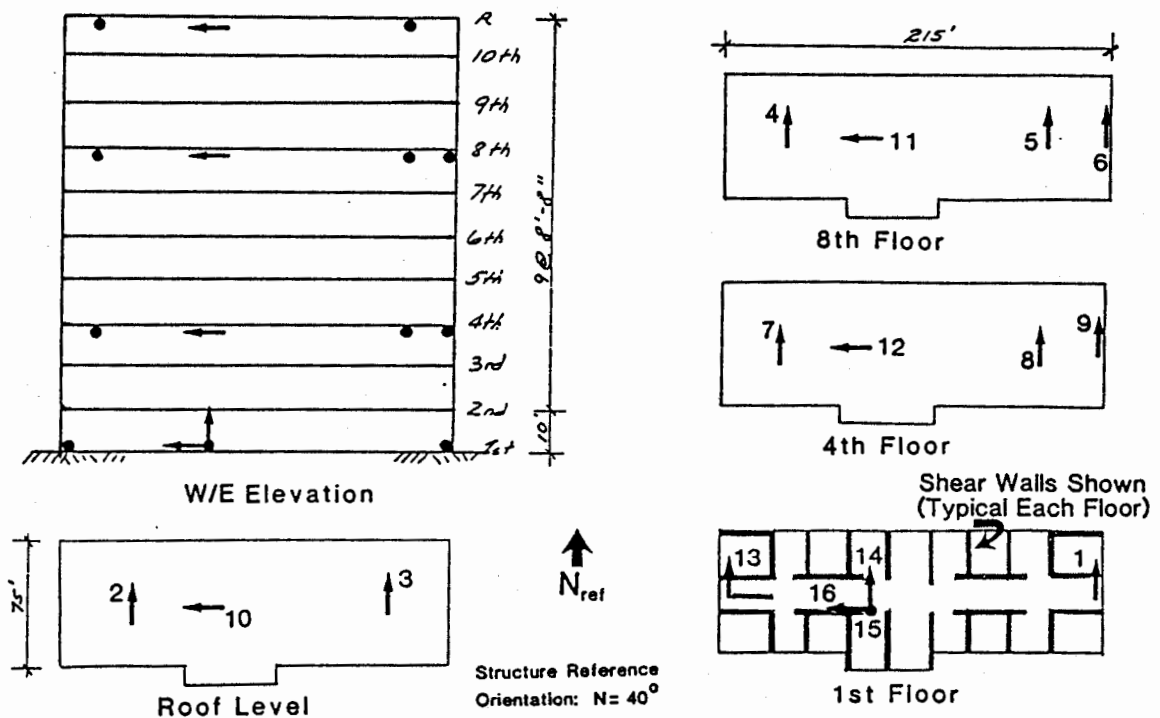 R
10th
9th
8th
7th
6th
5th
4th
3rd
2nd
1st
9@8'-8"
10'
W/E Elevation
215'
4
11
5
6
8th Floor
7
12
8
9
4th Floor
75'
2
10
3
Roof Level
Nref
Structure Reference
Orientation: N= 40°
Shear Walls Shown
(Typical Each Floor)
13
14
1
16
15
1st Floor